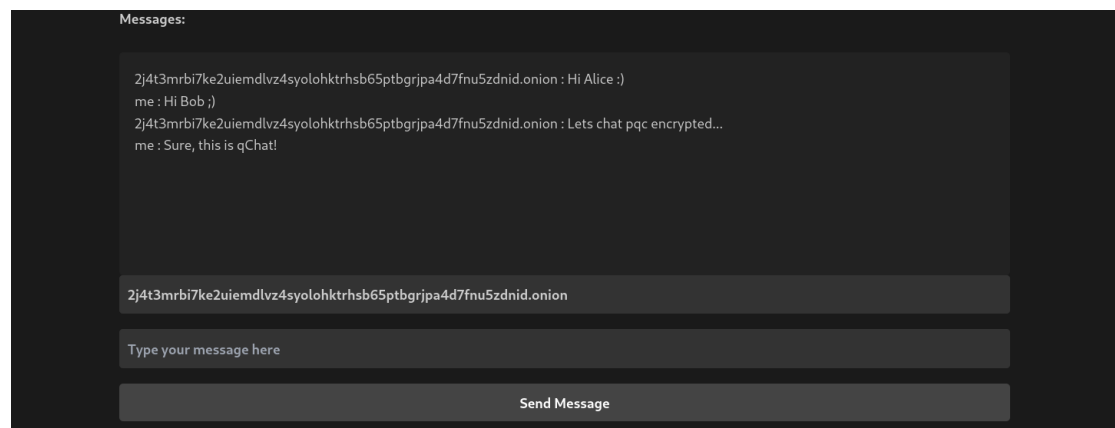 Messages:
2j4t3mrbi7ke2uiemdlvz4syolohktrhsb65ptbgrjpa4d7fnu5zdnid.onion : Hi Alice :)
me : Hi Bob ;)
2j4t3mrbi7ke2uiemdlvz4syolohktrhsb65ptbgrjpa4d7fnu5zdnid.onion : Lets chat pqc encrypted...
me : Sure, this is qChat!
2j4t3mrbi7ke2uiemdlvz4syolohktrhsb65ptbgrjpa4d7fnu5zdnid.onion
Type your message here
Send Message